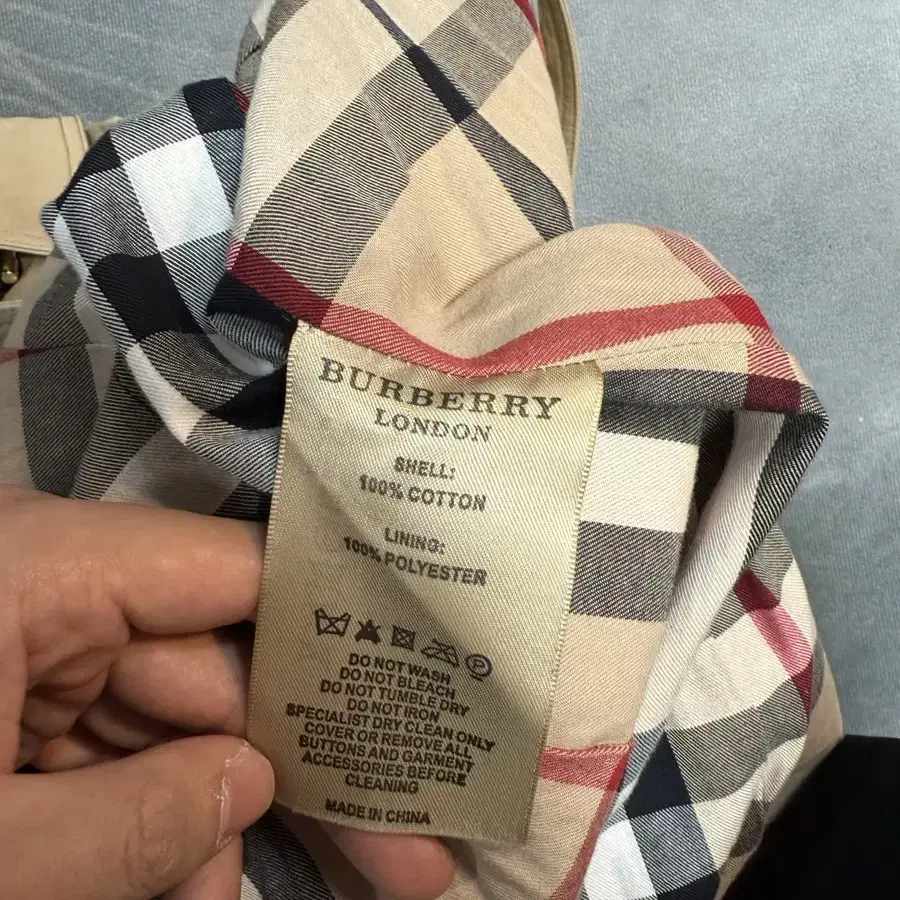 BURBERRY
LONDON
SHELL:
100% COTTON
LINING:
100% POLYESTER
P
DO NOT WASH
DO NOT BLEACH
DO NOT TUMBLE DRY
DO NOT IRON
SPECIALIST DRY CLEAN ONLY
COVER OR REMOVE ALL
BUTTONS AND GARMENT
ACCESSORIES BEFORE
CLEANING
MADE IN CHINA